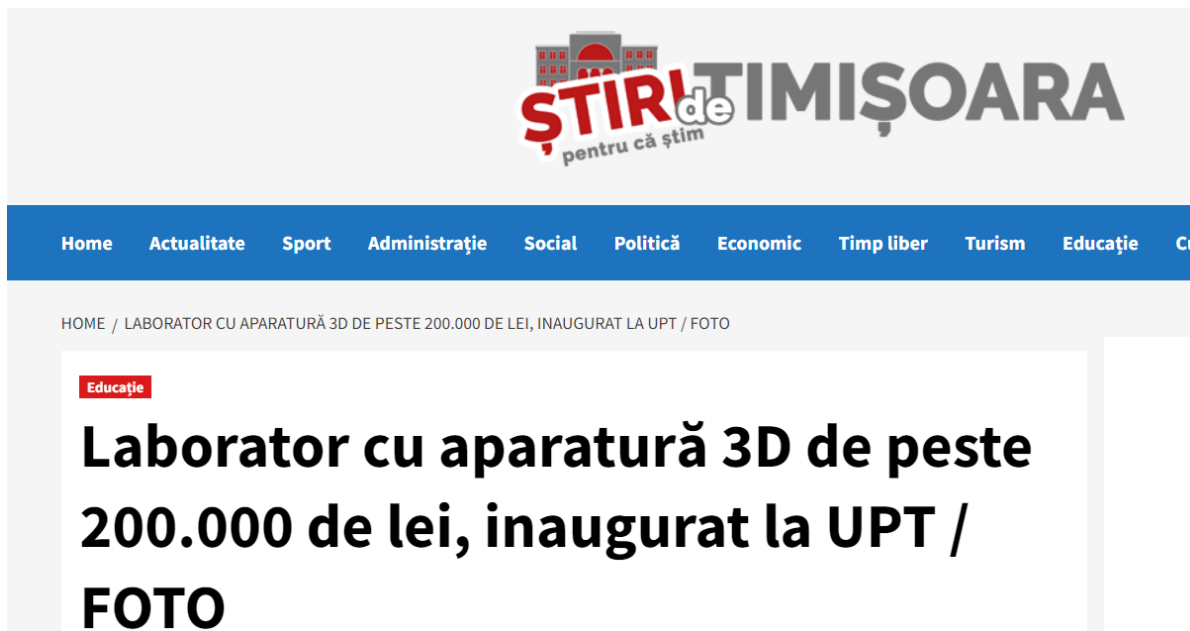 ȘTIRI de TIMIȘOARA
pentru că știm
Home Actualitate Sport Administrație Social Politică Economic Timp liber Turism Educație
HOME / LABORATOR CU APARATURĂ 3D DE PESTE 200.000 DE LEI, INAUGURAT LA UPT / FOTO
Educație
Laborator cu aparatură 3D de peste
200.000 de lei, inaugurat la UPT /
FOTO